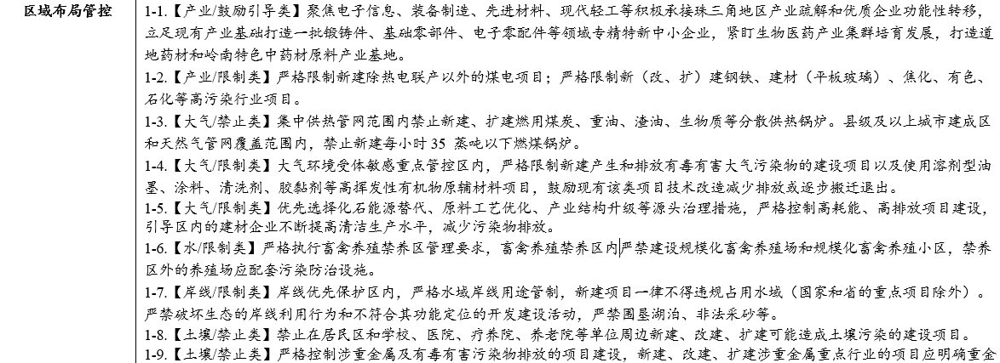 区域布局管控
1-1.【产业/鼓励引导类】聚焦电子信息、装备制造、先进材料、现代轻工等积极承接珠三角地区产业疏解和优质企业功能性转移，
立足现有产业基础打造一批锻铸件、基础零部件、电子零配件等领域专精特新中小企业，紧盯生物医药产业集群培育发展，打造道
地药材和岭南特色中药材原料产业基地。
1-2.【产业/限制类】严格限制新建除热电联产以外的煤电项目；严格限制新（改、扩）建钢铁、建材（平板玻璃）、焦化、有色、
石化等高污染行业项目。
1-3.【大气/禁止类】集中供热管网范围内禁止新建、扩建燃用煤炭、重油、渣油、生物质等分散供热锅炉。县级及以上城市建成区
和天然气管网覆盖范围内，禁止新建每小时 35 蒸吨以下燃煤锅炉。
1-4.【大气/限制类】大气环境受体敏感重点管控区内，严格限制新建产生和排放有毒有害大气污染物的建设项目以及使用溶剂型油
墨、涂料、清洗剂、胶黏剂等高挥发性有机物原辅材料项目，鼓励现有该类项目技术改造减少排放或逐步搬迁退出。
1-5.【大气/限制类】优先选择化石能源替代、原料工艺优化、产业结构升级等源头治理措施，严格控制高耗能、高排放项目建设，
引导区内的建材企业不断提高清洁生产水平，减少污染物排放。
1-6.【水/限制类】严格执行畜禽养殖禁养区管理要求，畜禽养殖禁养区内严禁建设规模化畜禽养殖场和规模化畜禽养殖小区，禁养
区外的养殖场应配套污染防治设施。
1-7.【岸线/限制类】岸线优先保护区内，严格水域岸线用途管制，新建项目一律不得违规占用水域（国家和省的重点项目除外）。
严禁破坏生态的岸线利用行为和不符合其功能定位的开发建设活动，严禁围垦湖泊、非法采砂等。
1-8.【土壤/禁止类】禁止在居民区和学校、医院、疗养院、养老院等单位周边新建、改建、扩建可能造成土壤污染的建设项目。
1-9.【土壤/禁止类】严格控制涉重金属及有毒有害污染物排放的项目建设，新建、改建、扩建涉重金属重点行业的项目应明确重金